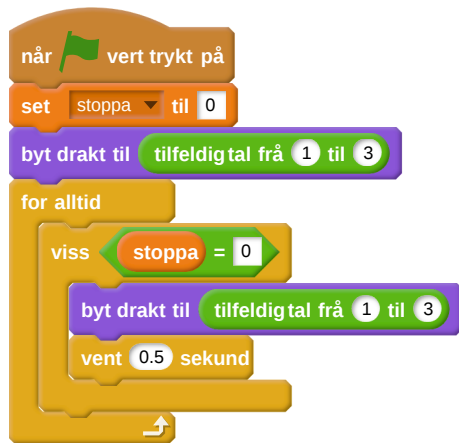 når vert trykt på
set stoppa til 0
byt drakt til tilfeldig tal frå 1 til 3
for alltid
viss stoppa = 0
byt drakt til tilfeldig tal frå 1 til 3
vent 0.5 sekund